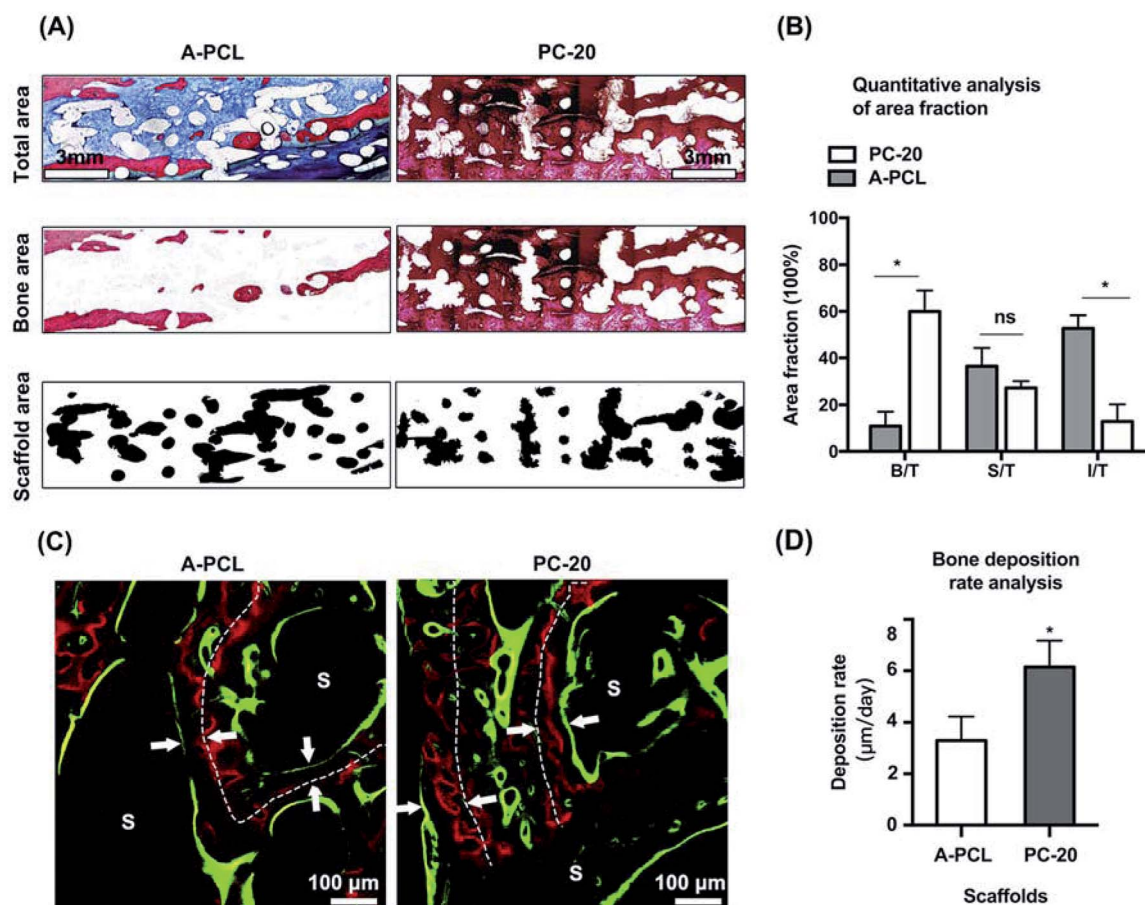 (A)
A-PCL
PC-20
Total area
3mm
3mm
Bone area
Scaffold area
(B)
Quantitative analysis
of area fraction
PC-20
A-PCL
Area fraction (100%)
100
80
60
40
20
0
*
ns
*
B/T
S/T
I/T
(C)
A-PCL
PC-20
S
S
100 µm
S
S
100 µm
(D)
Bone deposition
rate analysis
Deposition rate
(µm/day)
8
6
4
2
0
*
A-PCL
PC-20
Scaffolds